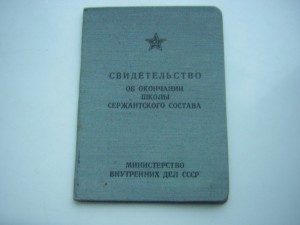 СВИДЕТЕЛЬСТВО
ОБ ОКОНЧАНИИ
ШКОЛЫ
СЕРЖАНТСКОГО СОСТАВА
МИНИСТЕРСТВО
ВНУТРЕННИХ ДЕЛ СССР